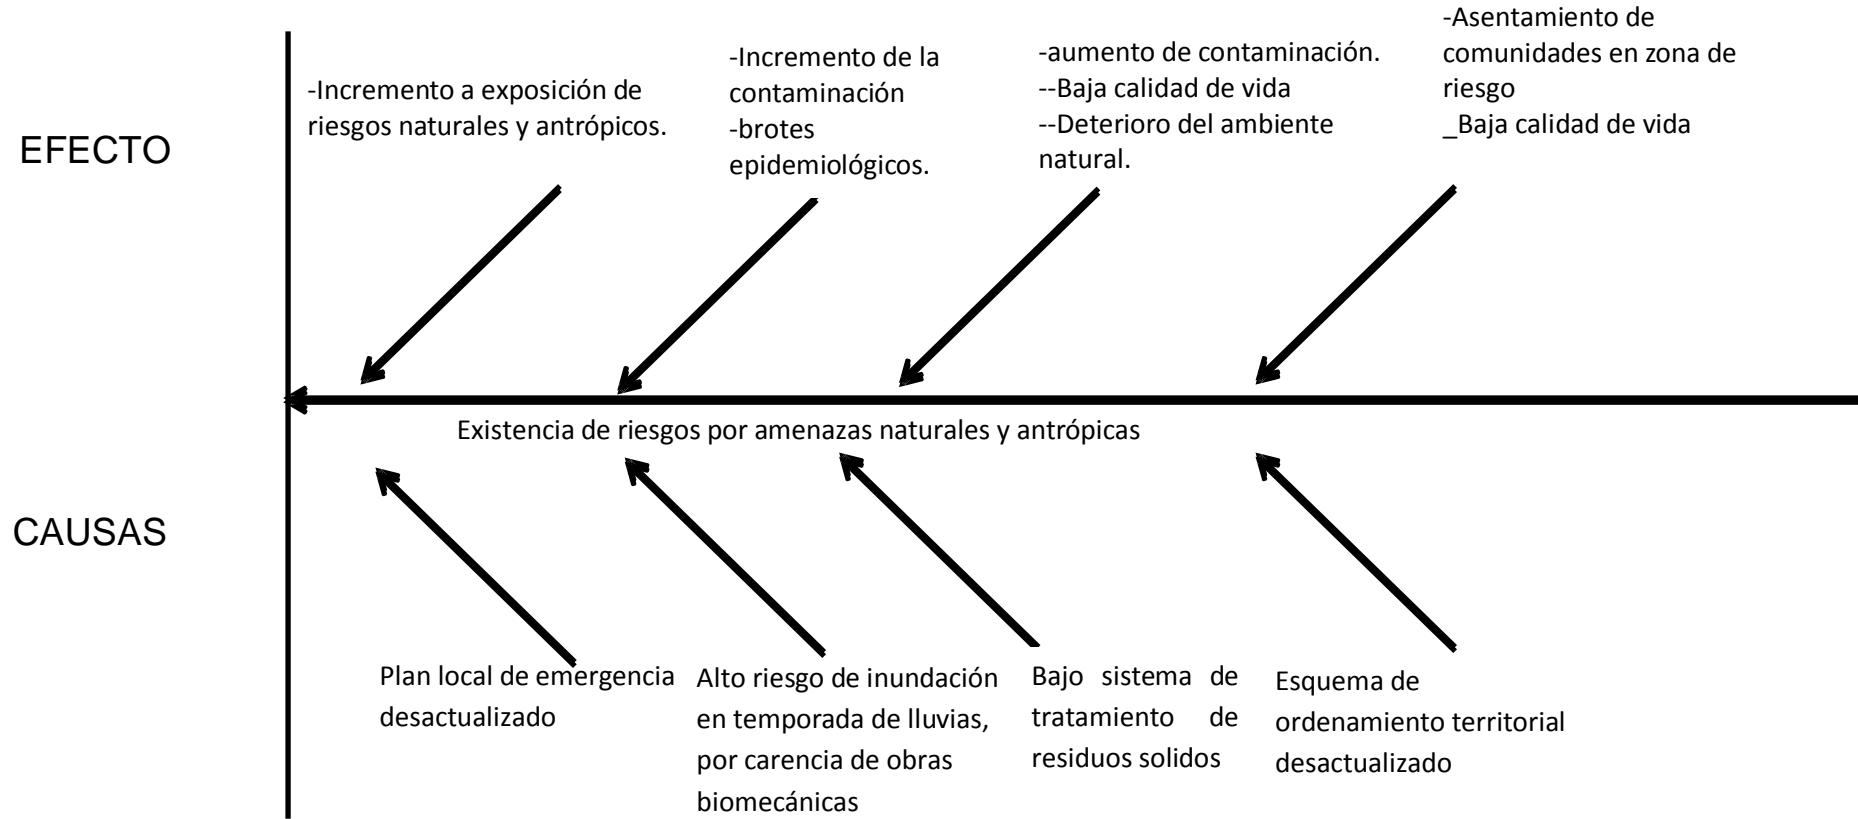 EFECTO
-Incremento a exposición de
riesgos naturales y antrópicos.
-Incremento de la
contaminación
-brotes
epidemiológicos.
-aumento de contaminación.
--Baja calidad de vida
--Deterioro del ambiente
natural.
-Asentamiento de
comunidades en zona de
riesgo
_Baja calidad de vida
Existencia de riesgos por amenazas naturales y antrópicas
CAUSAS
Plan local de emergencia
desactualizado
Alto riesgo de inundación
en temporada de lluvias,
por carencia de obras
biomecánicas
Bajo sistema de
tratamiento de
residuos solidos
Esquema de
ordenamiento territorial
desactualizado